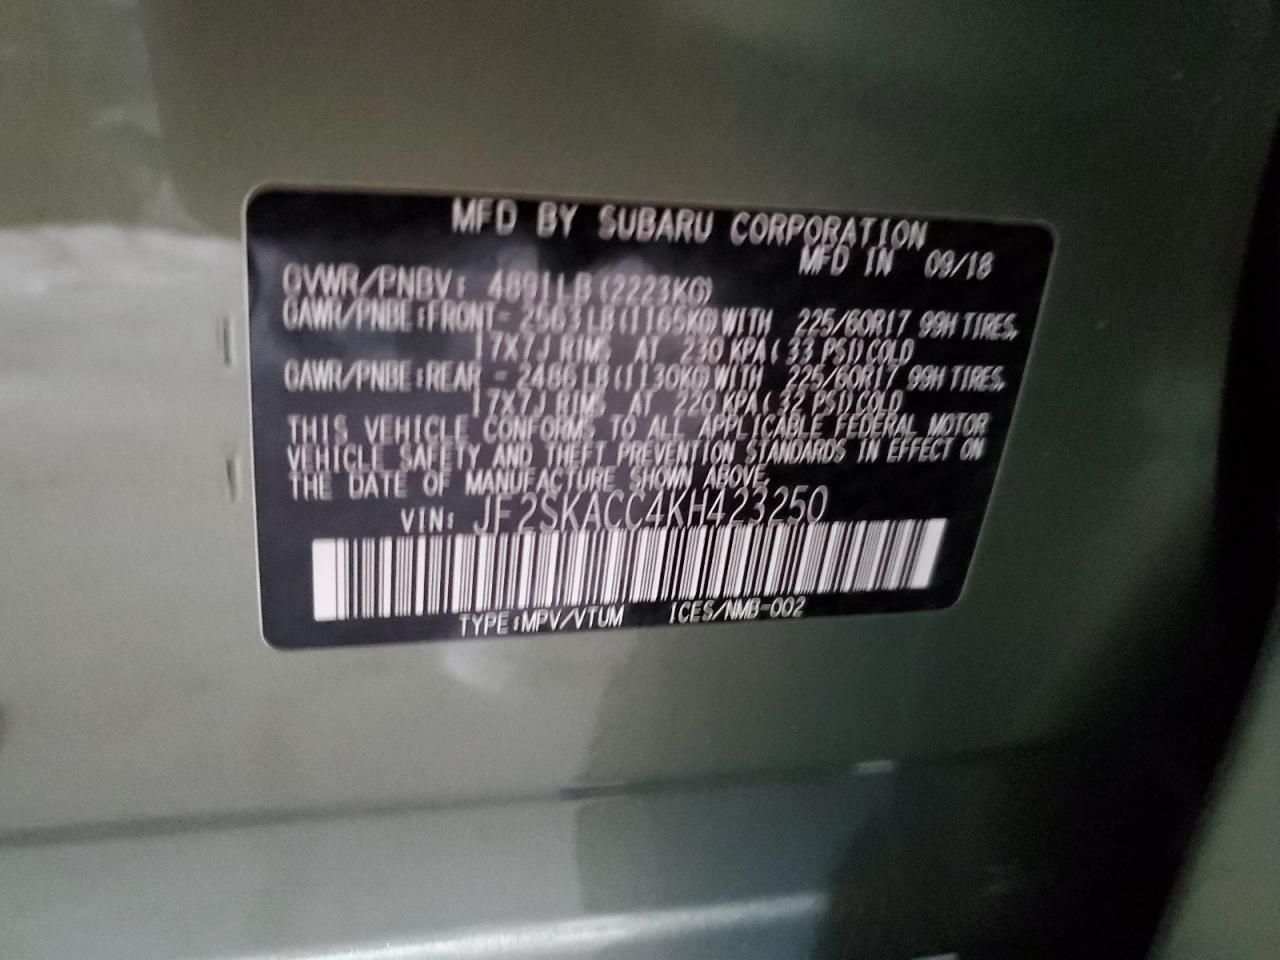 MFD BY SUBARU CORPORATION
MFD IN 09/18
GVWR/PNBV: 4891LB(2223KG)
GAWR/PNBE:FRONT- 2563LB(1165KG)WITH 225/60R17 99H TIRES,
17X7J RIMS AT 230 KPA( 33 PSI)COLD
GAWR/PNBE:REAR - 2486LB(1130KG)WITH 225/60R17 99H TIRES,
17X7J RIMS AT 220 KPA( 32 PSI)COLD
THIS VEHICLE CONFORMS TO ALL APPLICABLE FEDERAL MOTOR
VEHICLE SAFETY AND THEFT PREVENTION STANDARDS IN EFFECT ON
THE DATE OF MANUFACTURE SHOWN ABOVE.
VIN: JF2SKACC4KH423250
TYPE:MPV/VTUM ICES/NMB-002